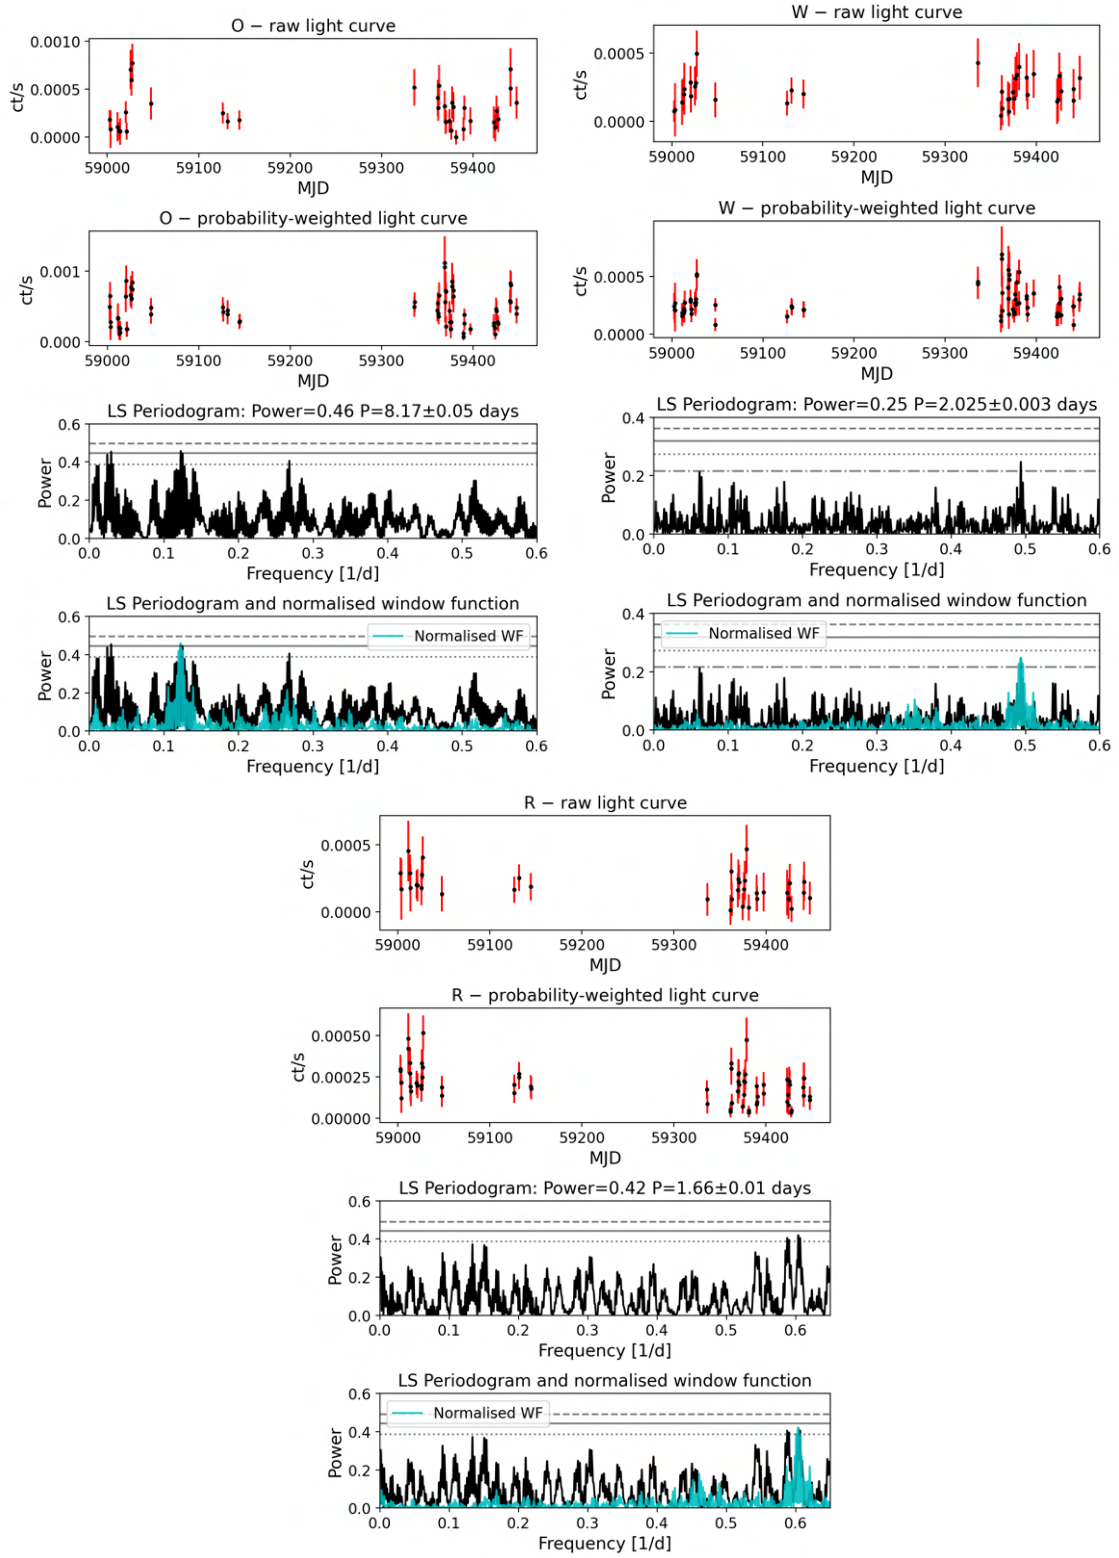 O − raw light curve
0.0010
0.0005
0.0000
ct/s
59000 59100 59200 59300 59400
MJD
O − probability-weighted light curve
0.001
0.000
ct/s
59000 59100 59200 59300 59400
MJD
LS Periodogram: Power=0.46 P=8.17±0.05 days
0.6
0.4
0.2
0.0
Power
0.0 0.1 0.2 0.3 0.4 0.5 0.6
Frequency [1/d]
LS Periodogram and normalised window function
Normalised WF
0.6
0.4
0.2
0.0
Power
0.0 0.1 0.2 0.3 0.4 0.5 0.6
Frequency [1/d]
W − raw light curve
0.0005
0.0000
ct/s
59000 59100 59200 59300 59400
MJD
W − probability-weighted light curve
0.0005
0.0000
ct/s
59000 59100 59200 59300 59400
MJD
LS Periodogram: Power=0.25 P=2.025±0.003 days
0.4
0.2
0.0
Power
0.0 0.1 0.2 0.3 0.4 0.5 0.6
Frequency [1/d]
LS Periodogram and normalised window function
Normalised WF
0.4
0.2
0.0
Power
0.0 0.1 0.2 0.3 0.4 0.5 0.6
Frequency [1/d]
R − raw light curve
0.0005
0.0000
ct/s
59000 59100 59200 59300 59400
MJD
R − probability-weighted light curve
0.00050
0.00025
0.00000
ct/s
59000 59100 59200 59300 59400
MJD
LS Periodogram: Power=0.42 P=1.66±0.01 days
0.6
0.4
0.2
0.0
Power
0.0 0.1 0.2 0.3 0.4 0.5 0.6
Frequency [1/d]
LS Periodogram and normalised window function
Normalised WF
0.6
0.4
0.2
0.0
Power
0.0 0.1 0.2 0.3 0.4 0.5 0.6
Frequency [1/d]